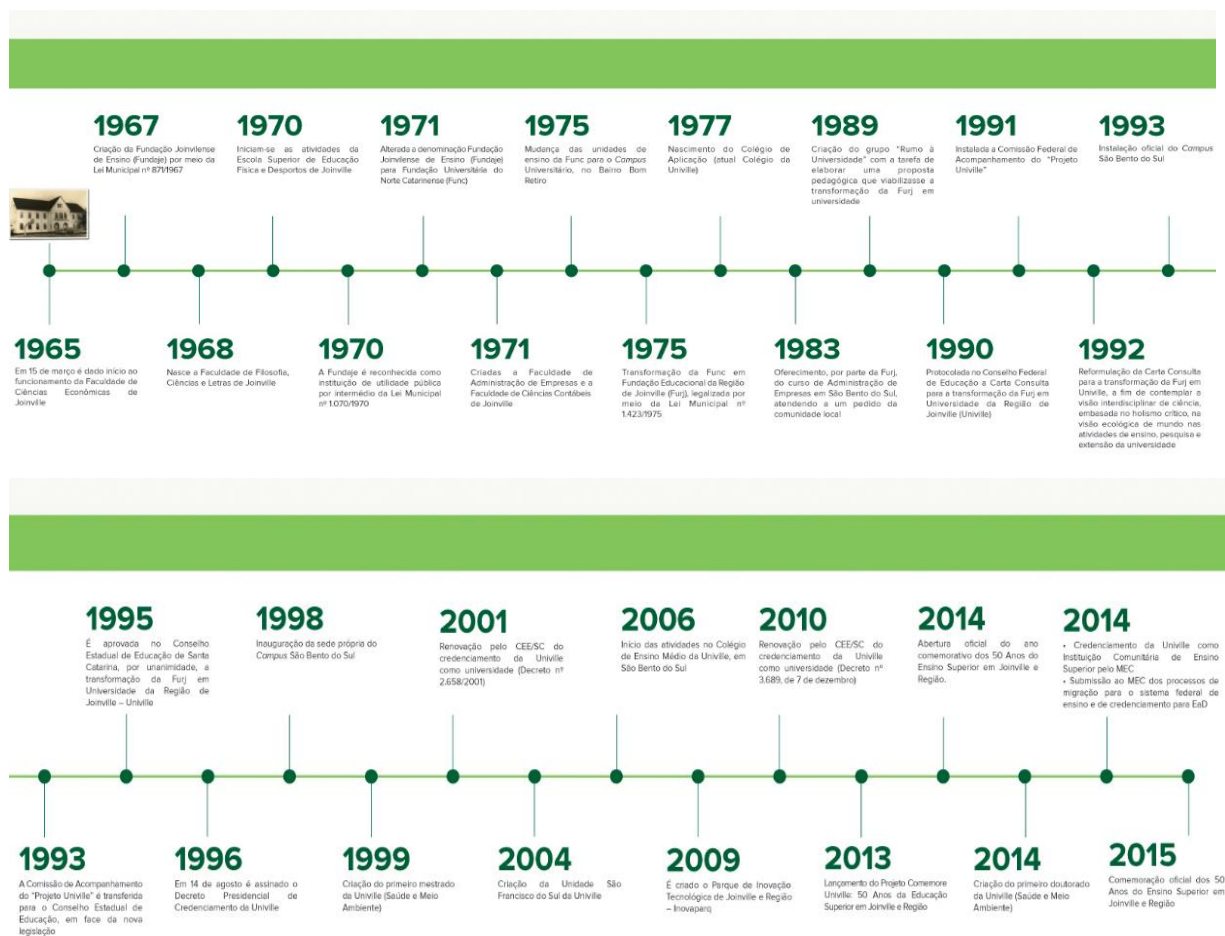 1967
Criação da Fundação Joinvilense
de Ensino (Fundaje) por meio da
Lei Municipal nº 871/1967
1970
Iniciam-se as atividades da
Escola Superior de Educação
Física e Desportos de Joinville
1971
Alterada a denominação Fundação
Joinvilense de Ensino (Fundaje)
para Fundação Universitária do
Norte Catarinense (Func)
1975
Mudança das unidades de
ensino da Func para o Campus
Universitário, no Bairro Bom
Retiro
1977
Nascimento do Colégio de
Aplicação (atual Colégio da
Univille)
1989
Criação do grupo "Rumo à
Universidade" com a tarefa de
elaborar uma proposta
pedagógica que viabilizasse a
transformação da Furj em
universidade
1991
Instalada a Comissão Federal de
Acompanhamento do "Projeto
Univille"
1993
Instalação oficial do Campus
São Bento do Sul
1965
Em 15 de março é dado início ao
funcionamento da Faculdade de
Ciências Econômicas de
Joinville
1968
Nasce a Faculdade de Filosofia,
Ciências e Letras de Joinville
1970
A Fundaje é reconhecida como
instituição de utilidade pública
por intermédio da Lei Municipal
nº 1.070/1970
1971
Criadas a Faculdade de
Administração de Empresas e a
Faculdade de Ciências Contábeis
de Joinville
1975
Transformação da Func em
Fundação Educacional da Região
de Joinville (Furj), legalizada por
meio da Lei Municipal nº
1.423/1975
1983
Oferecimento, por parte da Furj,
do curso de Administração de
Empresas em São Bento do Sul,
atendendo a um pedido da
comunidade local
1990
Protocolada no Conselho Federal
de Educação a Carta Consulta
para a transformação da Furj em
Universidade da Região de
Joinville (Univille)
1992
Reformulação da Carta Consulta
para a transformação da Furj em
Univille, a fim de contemplar a
visão interdisciplinar de ciência,
embasada no holismo crítico, na
visão ecológica de mundo nas
atividades de ensino, pesquisa e
extensão da universidade
1995
É aprovada no Conselho
Estadual de Educação de Santa
Catarina, por unanimidade, a
transformação da Furj em
Universidade da Região de
Joinville – Univille
1998
Inauguração da sede própria do
Campus São Bento do Sul
2001
Renovação pelo CEE/SC do
credenciamento da Univille
como universidade (Decreto nº
2.658/2001)
2006
Início das atividades no Colégio
de Ensino Médio da Univille, em
São Bento do Sul
2010
Renovação pelo CEE/SC do
credenciamento da Univille
como universidade (Decreto nº
3.689, de 7 de dezembro)
2014
Abertura oficial do ano
comemorativo dos 50 Anos do
Ensino Superior em Joinville e
Região.
2014
• Credenciamento da Univille como
Instituição Comunitária de Ensino
Superior pelo MEC
• Submissão ao MEC dos processos de
migração para o sistema federal de
ensino e de credenciamento para EaD
1993
A Comissão de Acompanhamento
do "Projeto Univille" é transferida
para o Conselho Estadual de
Educação, em face da nova
legislação
1996
Em 14 de agosto é assinado o
Decreto Presidencial de
Credenciamento da Univille
1999
Criação do primeiro mestrado
da Univille (Saúde e Meio
Ambiente)
2004
Criação da Unidade São
Francisco do Sul da Univille
2009
É criado o Parque de Inovação
Tecnológica de Joinville e Região
– Inovaparq
2013
Lançamento do Projeto Comemore
Univille: 50 Anos da Educação
Superior em Joinville e Região
2014
Criação do primeiro doutorado
da Univille (Saúde e Meio
Ambiente)
2015
Comemoração oficial dos 50
Anos do Ensino Superior em
Joinville e Região